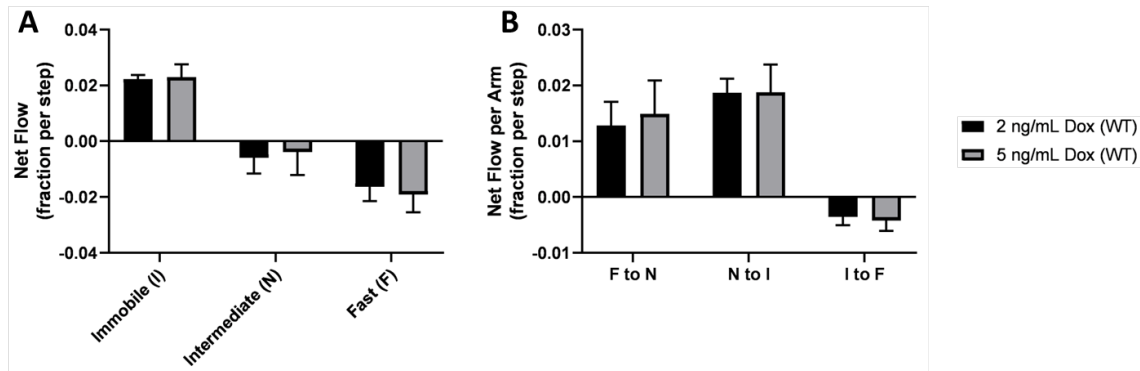 A
Net Flow
(fraction per step)
0.04
0.02
0.00
-0.02
-0.04
Immobile (I)
Intermediate (N)
Fast (F)
B
Net Flow per Arm
(fraction per step)
0.03
0.02
0.01
0.00
-0.01
F to N
N to I
I to F
2 ng/mL Dox (WT)
5 ng/mL Dox (WT)